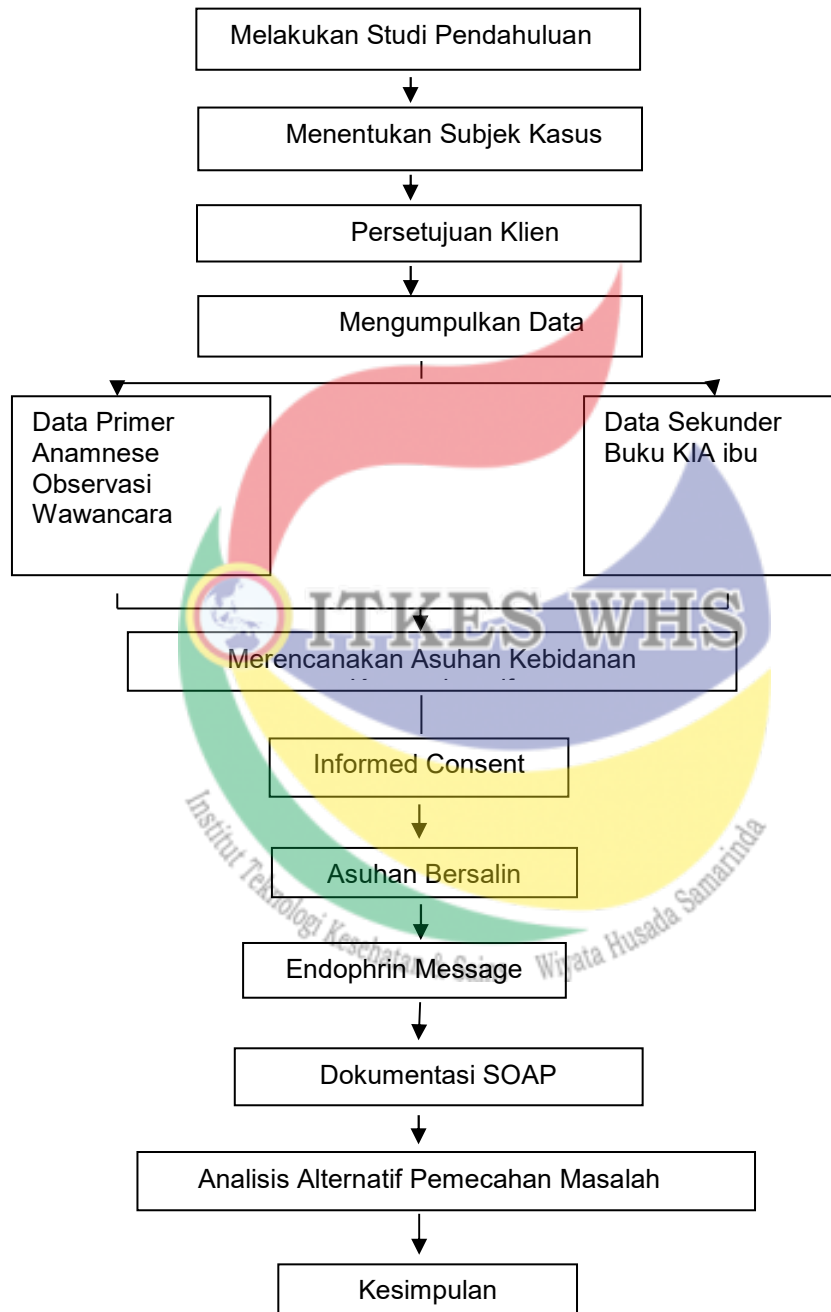 Melakukan Studi Pendahuluan
Menentukan Subjek Kasus
Persetujuan Klien
Mengumpulkan Data
Data Primer
Anamnese
Observasi
Wawancara
Data Sekunder
Buku KIA ibu
ITKES WHS
Merencanakan Asuhan Kebidanan
Informed Consent
Asuhan Bersalin
Endophrin Message
Institut Teknologi Kesehatan & Sains Wiyata Husada Samarinda
Dokumentasi SOAP
Analisis Alternatif Pemecahan Masalah
Kesimpulan